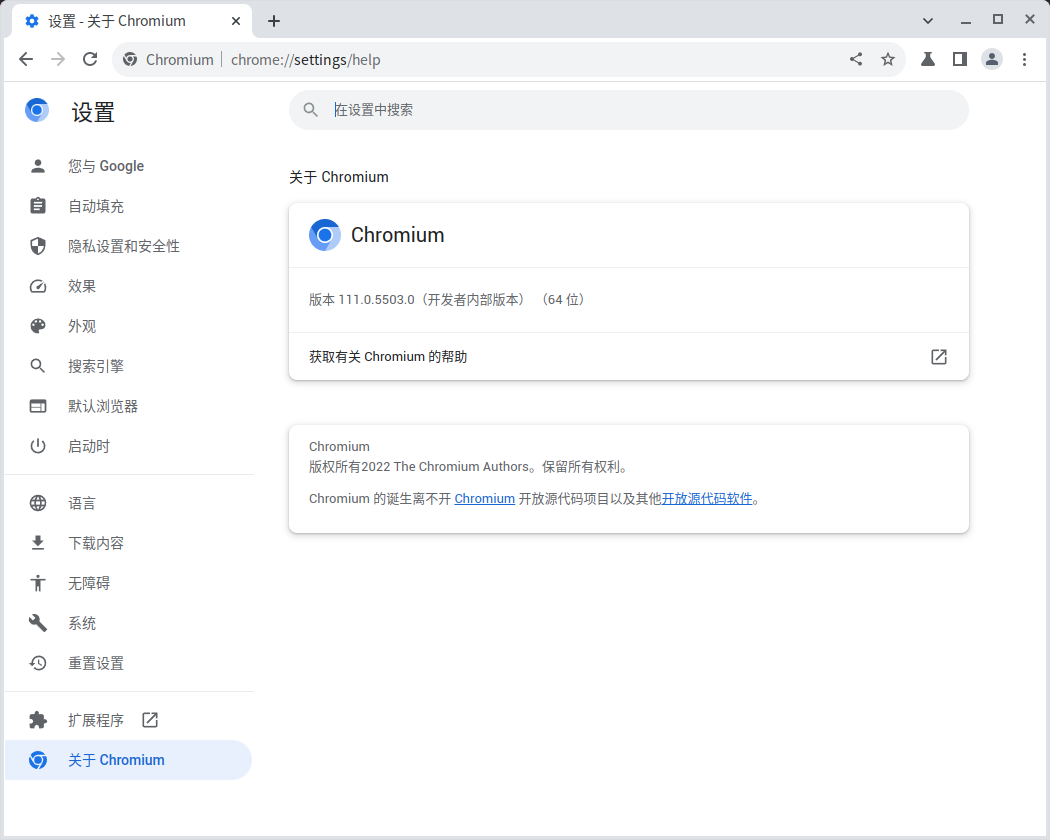 设置 - 关于 Chromium
Chromium
chrome://settings/help
设置
在设置中搜索
您与 Google
自动填充
隐私设置和安全性
效果
外观
搜索引擎
默认浏览器
启动时
语言
下载内容
无障碍
系统
重置设置
扩展程序
关于 Chromium
关于 Chromium
Chromium
版本 111.0.5503.0（开发者内部版本） （64 位）
获取有关 Chromium 的帮助
Chromium
版权所有2022 The Chromium Authors。保留所有权利。
Chromium 的诞生离不开 Chromium 开放源代码项目以及其他开放源代码软件。